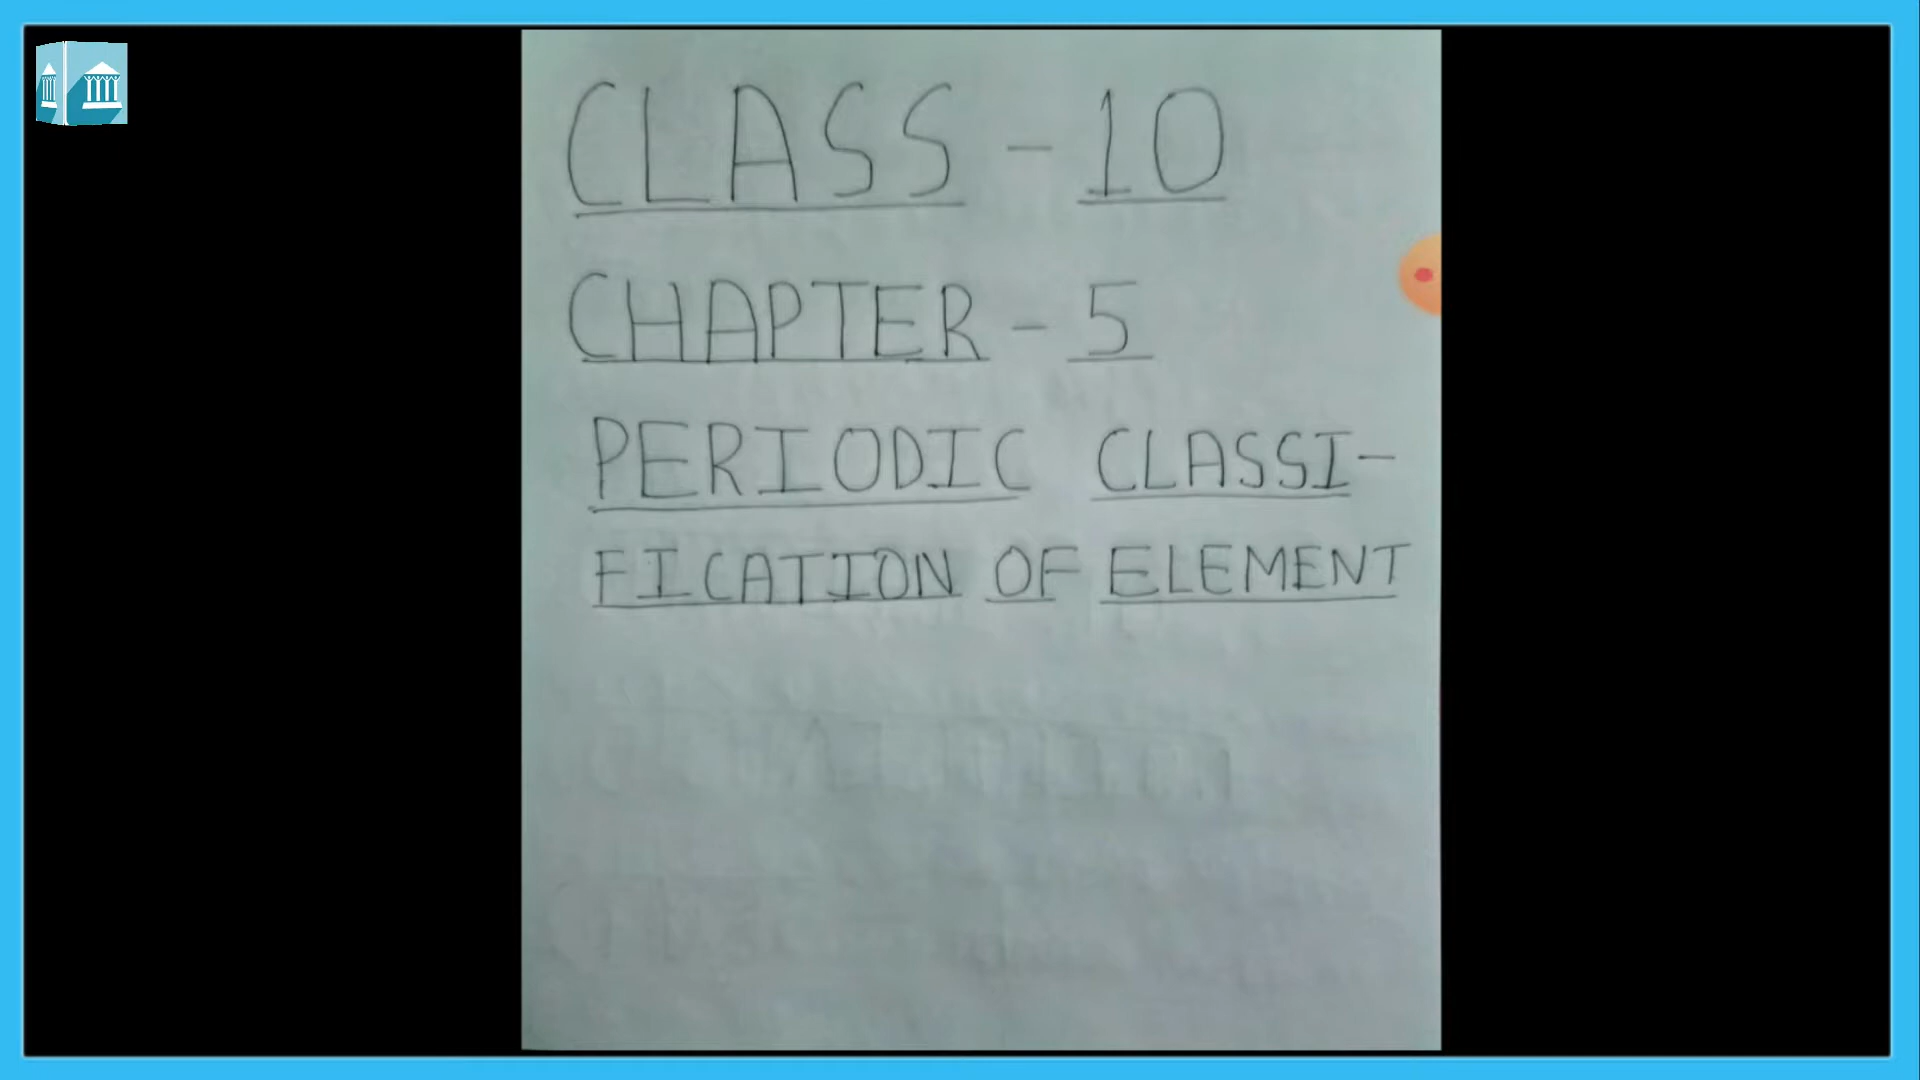 CLASS - 10
CHAPTER - 5
PERIODIC CLASSI-
FICATION OF ELEMENT